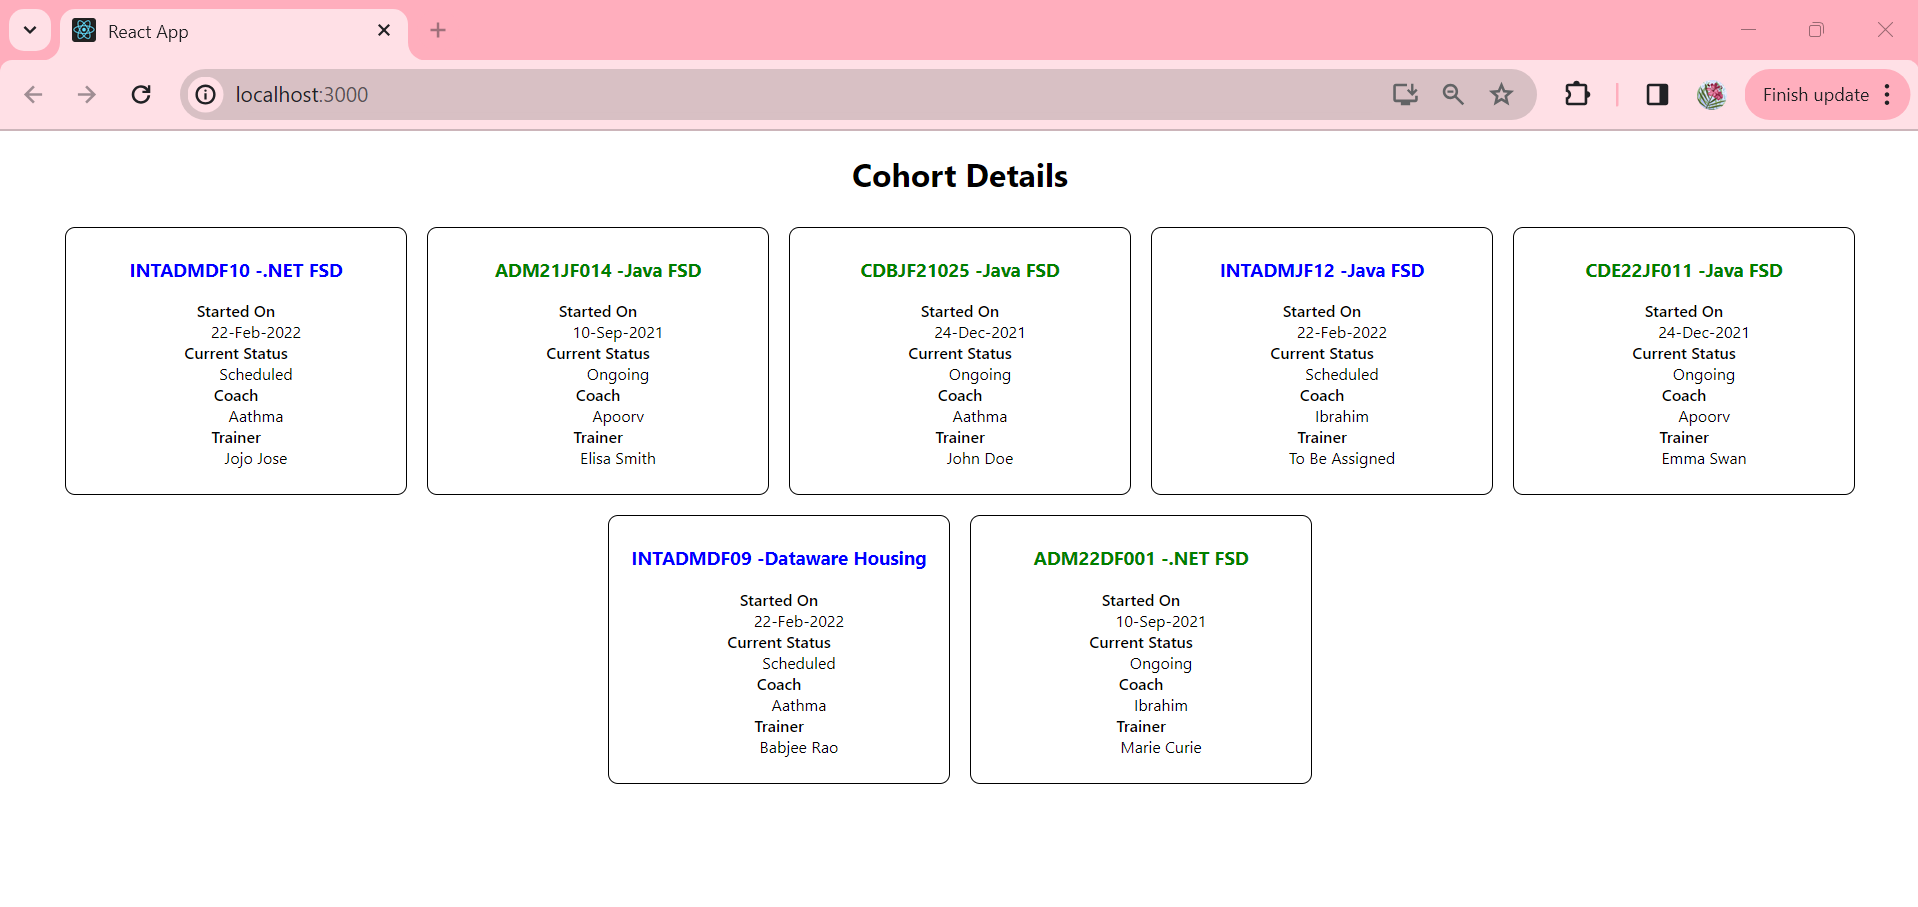 React App
localhost:3000
Finish update
Cohort Details
INTADMDF10 -.NET FSD
Started On
22-Feb-2022
Current Status
Scheduled
Coach
Aathma
Trainer
Jojo Jose
ADM21JF014 -Java FSD
Started On
10-Sep-2021
Current Status
Ongoing
Coach
Apoorv
Trainer
Elisa Smith
CDBJF21025 -Java FSD
Started On
24-Dec-2021
Current Status
Ongoing
Coach
Aathma
Trainer
John Doe
INTADMJF12 -Java FSD
Started On
22-Feb-2022
Current Status
Scheduled
Coach
Ibrahim
Trainer
To Be Assigned
CDE22JF011 -Java FSD
Started On
24-Dec-2021
Current Status
Ongoing
Coach
Apoorv
Trainer
Emma Swan
INTADMDF09 -Dataware Housing
Started On
22-Feb-2022
Current Status
Scheduled
Coach
Aathma
Trainer
Babjee Rao
ADM22DF001 -.NET FSD
Started On
10-Sep-2021
Current Status
Ongoing
Coach
Ibrahim
Trainer
Marie Curie